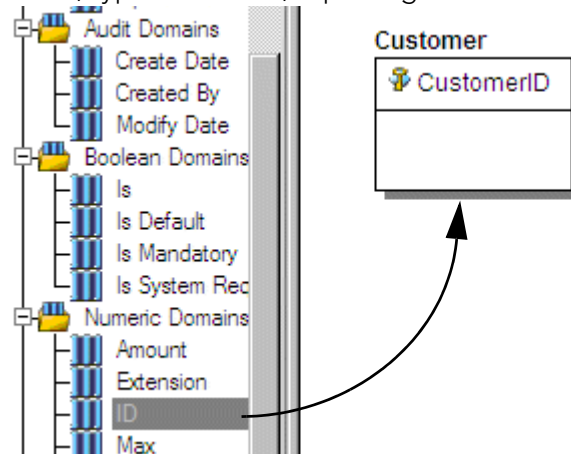 Audit Domains
Create Date
Created By
Modify Date
Boolean Domains
Is
Is Default
Is Mandatory
Is System Rec
Numeric Domains
Amount
Extension
ID
Max
Customer
CustomerID